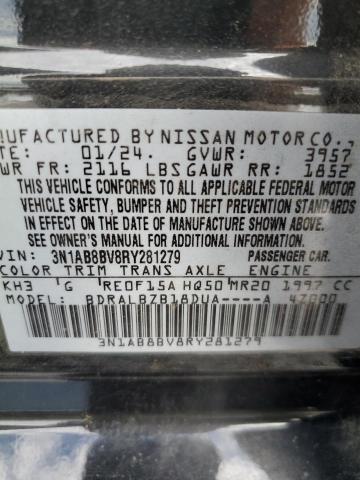 NUFACTURED BY NISSAN MOTOR CO.,
TE: 01/24. GVWR: 3957
WR FR: 2116 LBS GAWR RR: 1852
THIS VEHICLE CONFORMS TO ALL APPLICABLE FEDERAL MOTOR
VEHICLE SAFETY, BUMPER AND THEFT PREVENTION STANDARDS
IN EFFECT ON THE DATE OF MANUFACTURE SHOWN ABOVE.
SEE OWNER'S MANUAL FOR ADDITIONAL INFORMATION.
VIN: 3N1AB8BV8RY281279 PASSENGER CAR.
COLOR TRIM TRANS AXLE ENGINE
KH3 G RE0F15A HQ50 MR20 1997 CC
MODEL: BDRALBZB18DUA----A 4Z000
3N1AB8BV8RY281279